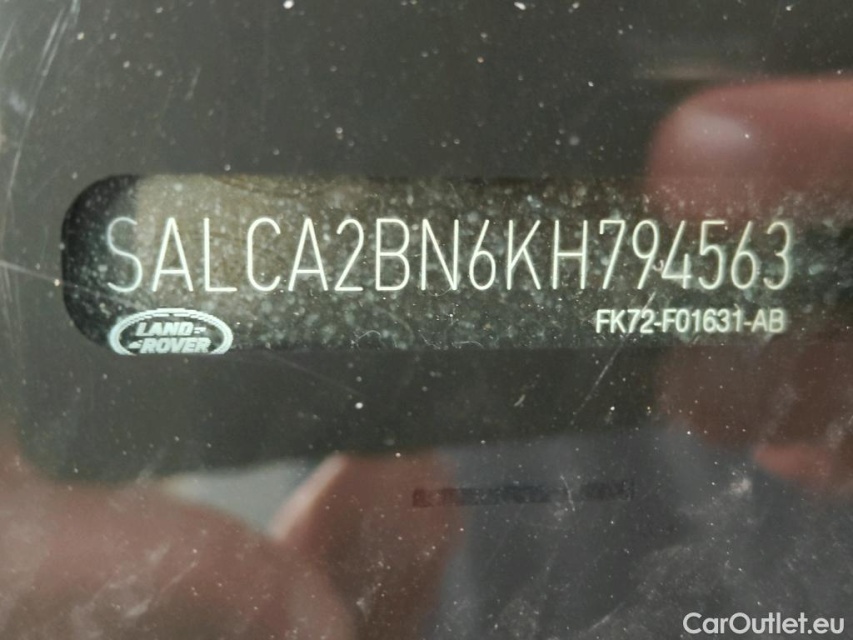 SALCA2BN6KH794563
LAND-
-ROVER
FK72-F01631-AB
CarOutlet.eu